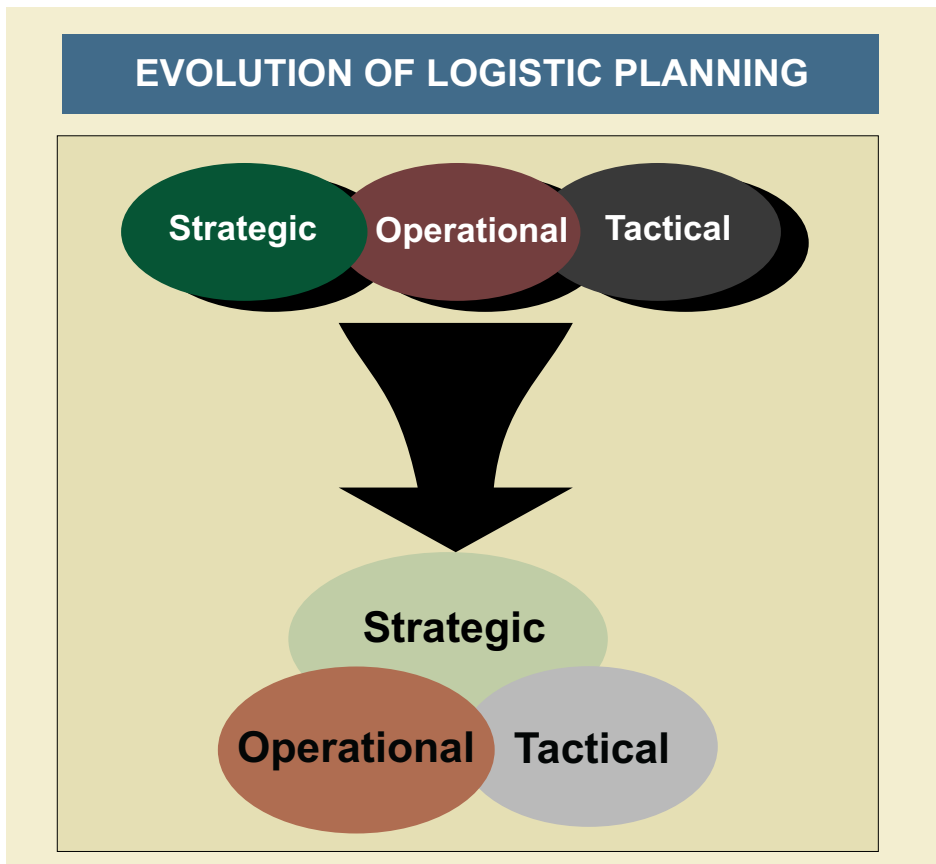 EVOLUTION OF LOGISTIC PLANNING
Strategic Operational Tactical
Strategic
Operational Tactical